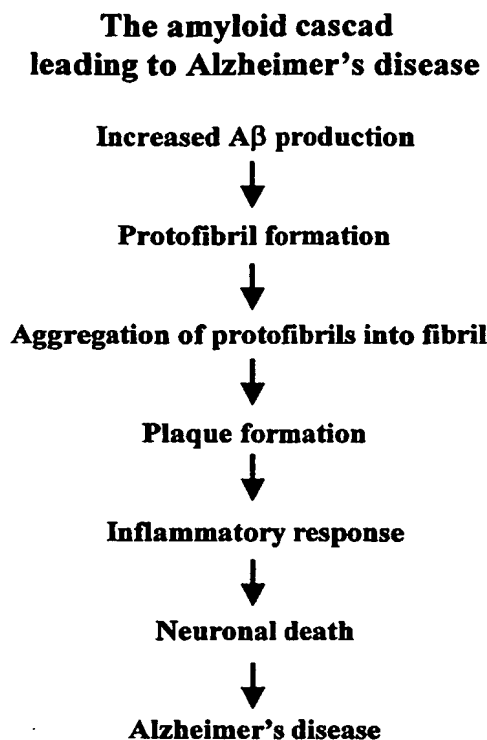 The amyloid cascad
leading to Alzheimer's disease
Increased Aβ production
Protofibril formation
Aggregation of protofibrils into fibril
Plaque formation
Inflammatory response
Neuronal death
Alzheimer's disease